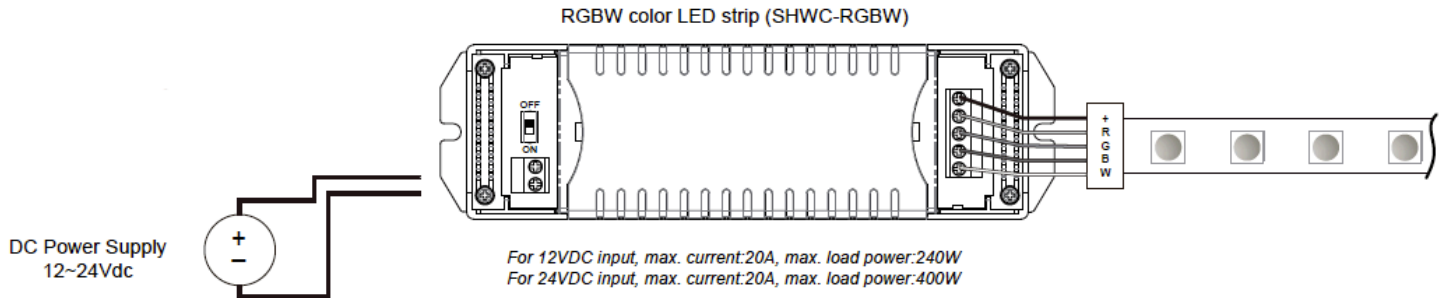 RGBW color LED strip (SHWC-RGBW)
OFF
ON
+
R
G
B
W
DC Power Supply
12~24Vdc
+
−
For 12VDC input, max. current:20A, max. load power:240W
For 24VDC input, max. current:20A, max. load power:400W